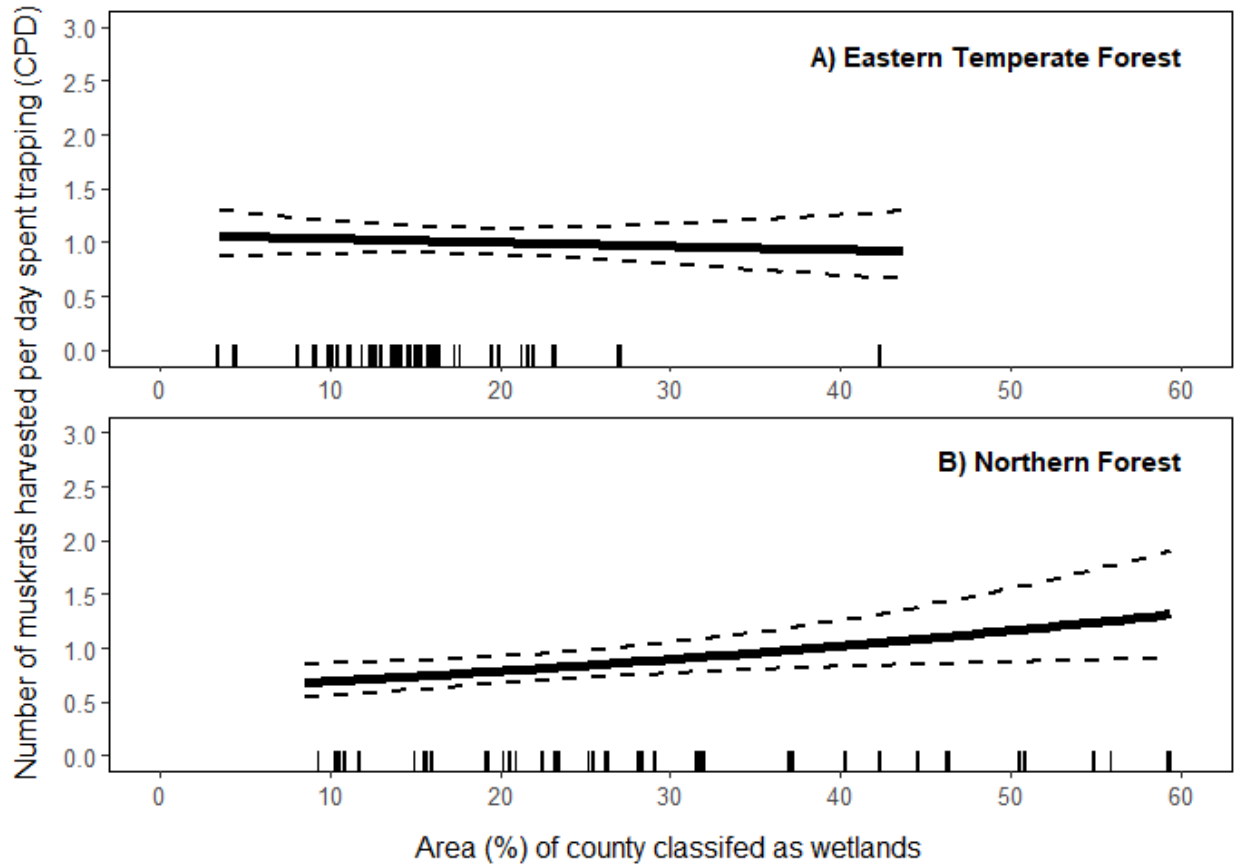 Number of muskrats harvested per day spent trapping (CPD)
A) Eastern Temperate Forest
3.0
2.5
2.0
1.5
1.0
0.5
0.0
0 10 20 30 40 50 60
B) Northern Forest
3.0
2.5
2.0
1.5
1.0
0.5
0.0
0 10 20 30 40 50 60
Area (%) of county classifed as wetlands